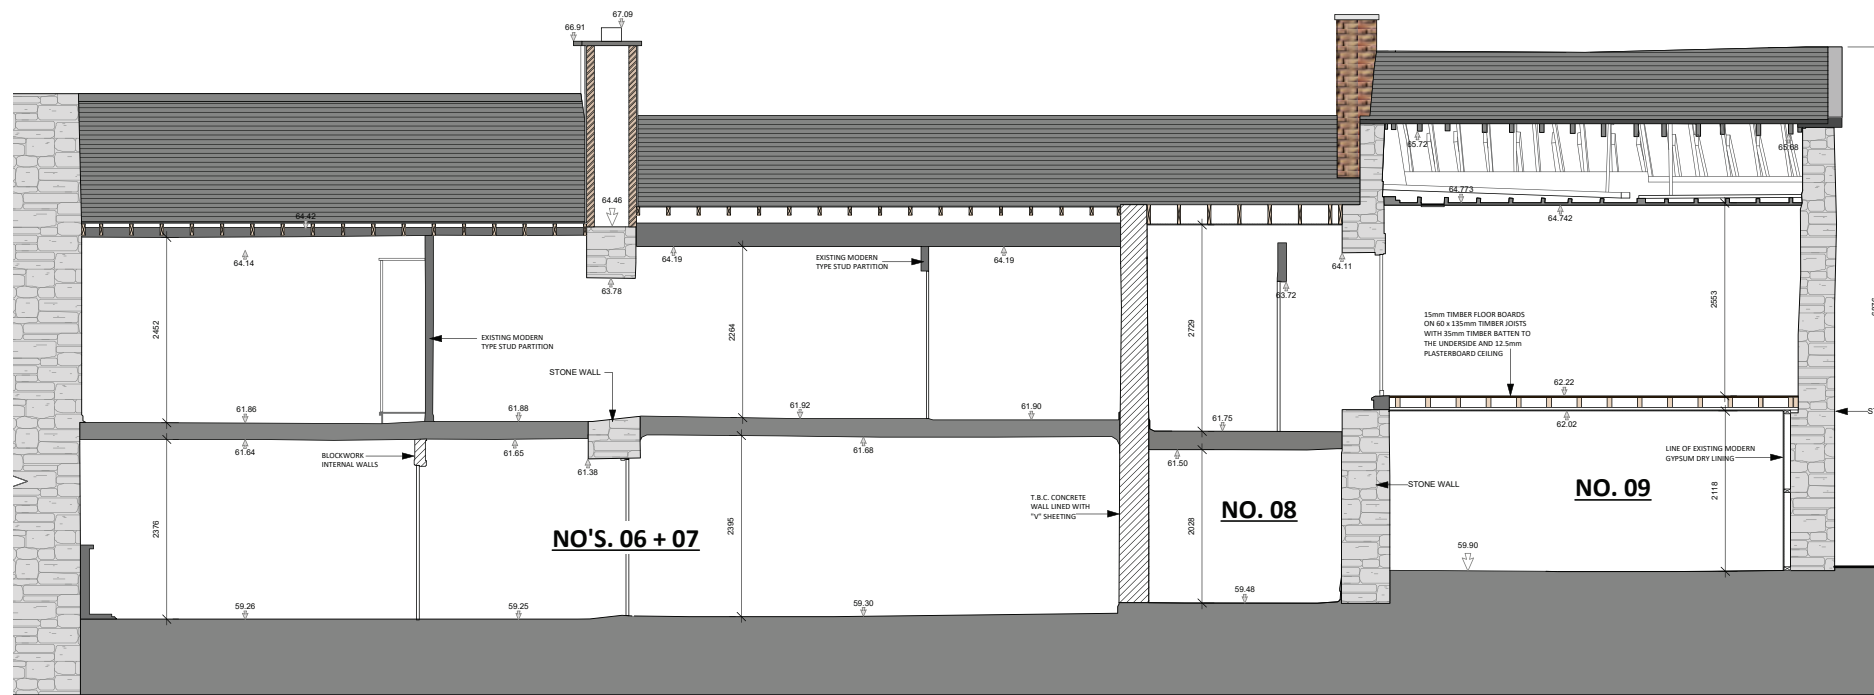 67.09
66.91
65.72
65.68
64.46
64.42
64.773
64.742
64.14
64.19
EXISTING MODERN
TYPE STUD PARTITION
64.19
64.11
63.78
63.72
2452
2264
2729
2553
EXISTING MODERN
TYPE STUD PARTITION
15mm TIMBER FLOOR BOARDS
ON 60 x 135mm TIMBER JOISTS
WITH 35mm TIMBER BATTEN TO
THE UNDERSIDE AND 12.5mm
PLASTERBOARD CEILING
STONE WALL
62.22
61.86
61.88
61.92
61.90
61.75
62.02
61.64
61.65
61.68
61.50
61.38
BLOCKWORK
INTERNAL WALLS
LINE OF EXISTING MODERN
GYPSUM DRY LINING
STONE WALL
NO. 09
2118
T.B.C. CONCRETE
WALL LINED WITH
"V" SHEETING
NO. 08
2376
2395
2028
NO'S. 06 + 07
59.90
59.48
59.26
59.25
59.30